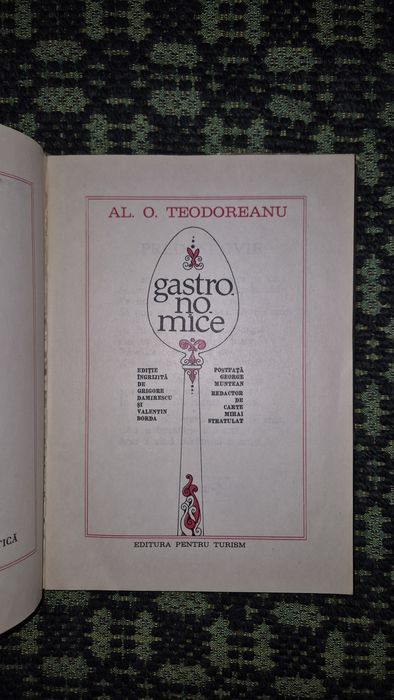 AL. O. TEODOREANU
gastro.
no.
mice
EDIȚIE
ÎNGRIJITĂ
DE
GRIGORE
DAMIRESCU
ȘI
VALENTIN
BORDA
POSTFAȚĂ
GEORGE
MUNTEAN
REDACTOR
DE
CARTE
MIHAI
STRATULAT
EDITURA PENTRU TURISM
TICĂ